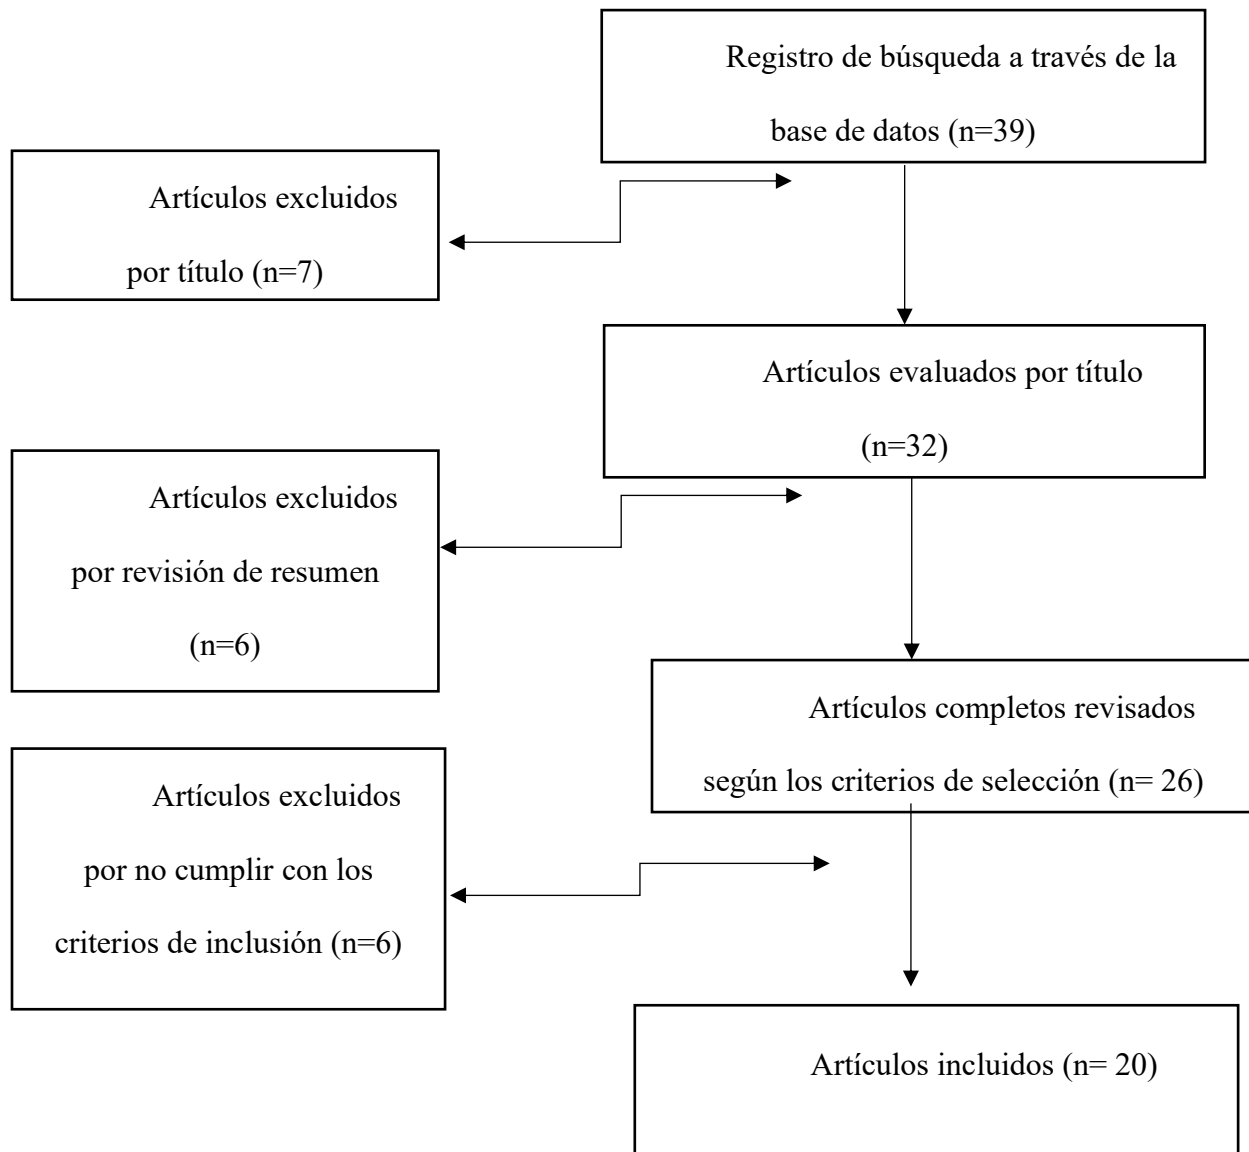 Registro de búsqueda a través de la
base de datos (n=39)
Artículos excluidos
por título (n=7)
Artículos evaluados por título
(n=32)
Artículos excluidos
por revisión de resumen
(n=6)
Artículos completos revisados
según los criterios de selección (n= 26)
Artículos excluidos
por no cumplir con los
criterios de inclusión (n=6)
Artículos incluidos (n= 20)